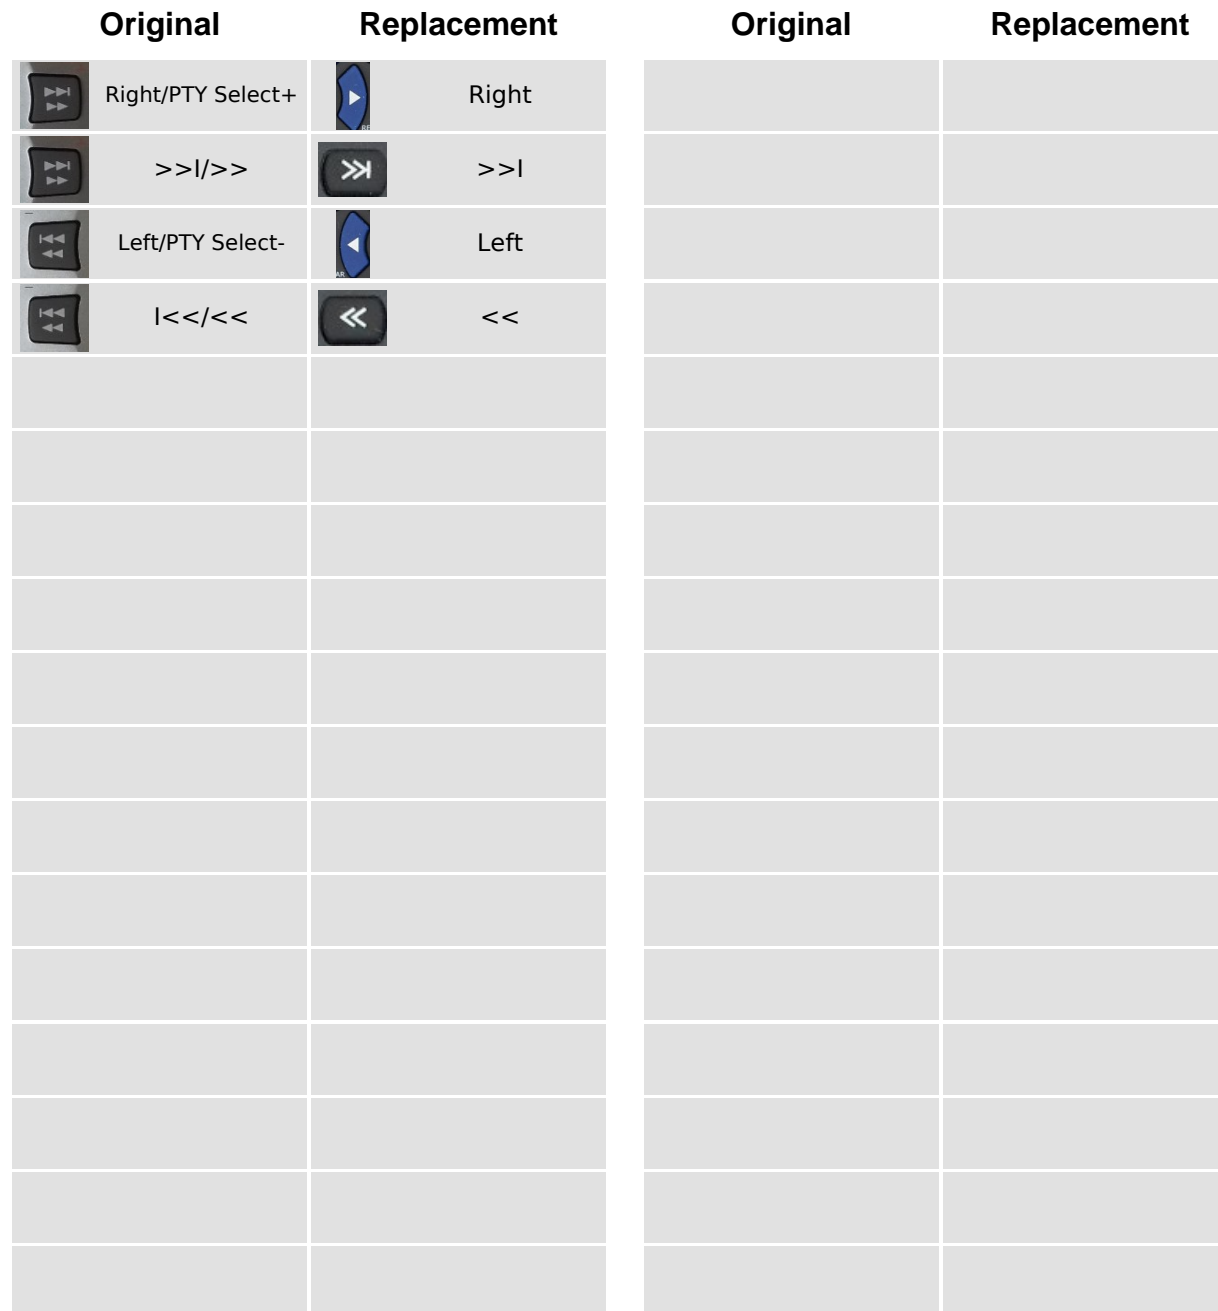 Original Replacement Original Replacement
Right/PTY Select+ Right
>>I/>> >>I
Left/PTY Select- Left
I<</<< <<